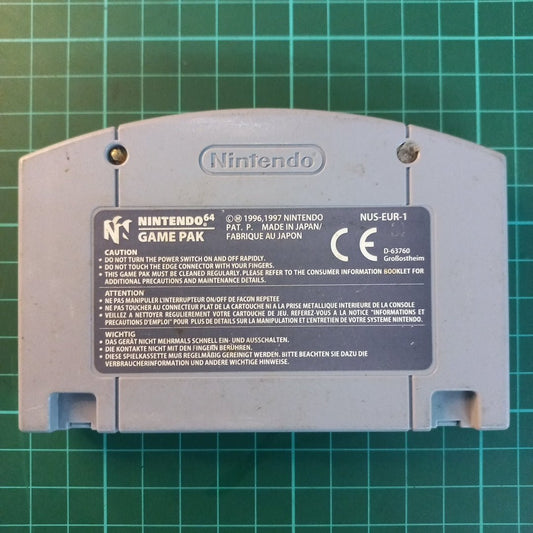 Nintendo
NINTENDO 64
GAME PAK
©Ⓜ 1996,1997 NINTENDO
PAT. P. MADE IN JAPAN/
FABRIQUE AU JAPON
NUS-EUR-1
CE
D-63760
Großostheim
CAUTION
• DO NOT TURN THE POWER SWITCH ON AND OFF RAPIDLY.
• DO NOT TOUCH THE EDGE CONNECTOR WITH YOUR FINGERS.
• THIS GAME PAK MUST BE CLEANED REGULARLY. PLEASE REFER TO THE CONSUMER INFORMATION BOOKLET FOR
ADDITIONAL PRECAUTIONS AND MAINTENANCE DETAILS.
ATTENTION
• NE PAS MANIPULER L'INTERRUPTEUR ON/OFF DE FACON REPETEE
• NE PAS TOUCHER AU CONNECTEUR PLAT DE LA CARTOUCHE NI A LA PRISE METALLIQUE INTERIEURE DE LA CONSOLE
• VEILLEZ A NETTOYER REGULIEREMENT VOTRE CARTOUCHE DE JEU. REFEREZ-VOUS A LA NOTICE "INFORMATIONS ET
PRECAUTIONS D'EMPLOI" POUR PLUS DE DETAILS SUR LA MANIPULATION ET L'ENTRETIEN DE VOTRE SYSTEME NINTENDO.
WICHTIG
• DAS GERÄT NICHT MEHRMALS SCHNELL EIN- UND AUSSCHALTEN.
• DIE KONTAKTE NICHT MIT DEN FINGERN BERÜHREN.
• DIESE SPIELKASSETTE MUß REGELMÄßIG GEREINIGT WERDEN. BITTE BEACHTEN SIE DAZU DIE
VERBRAUCHERINFORMATION UND ANDERE WICHTIGE HINWEISE.